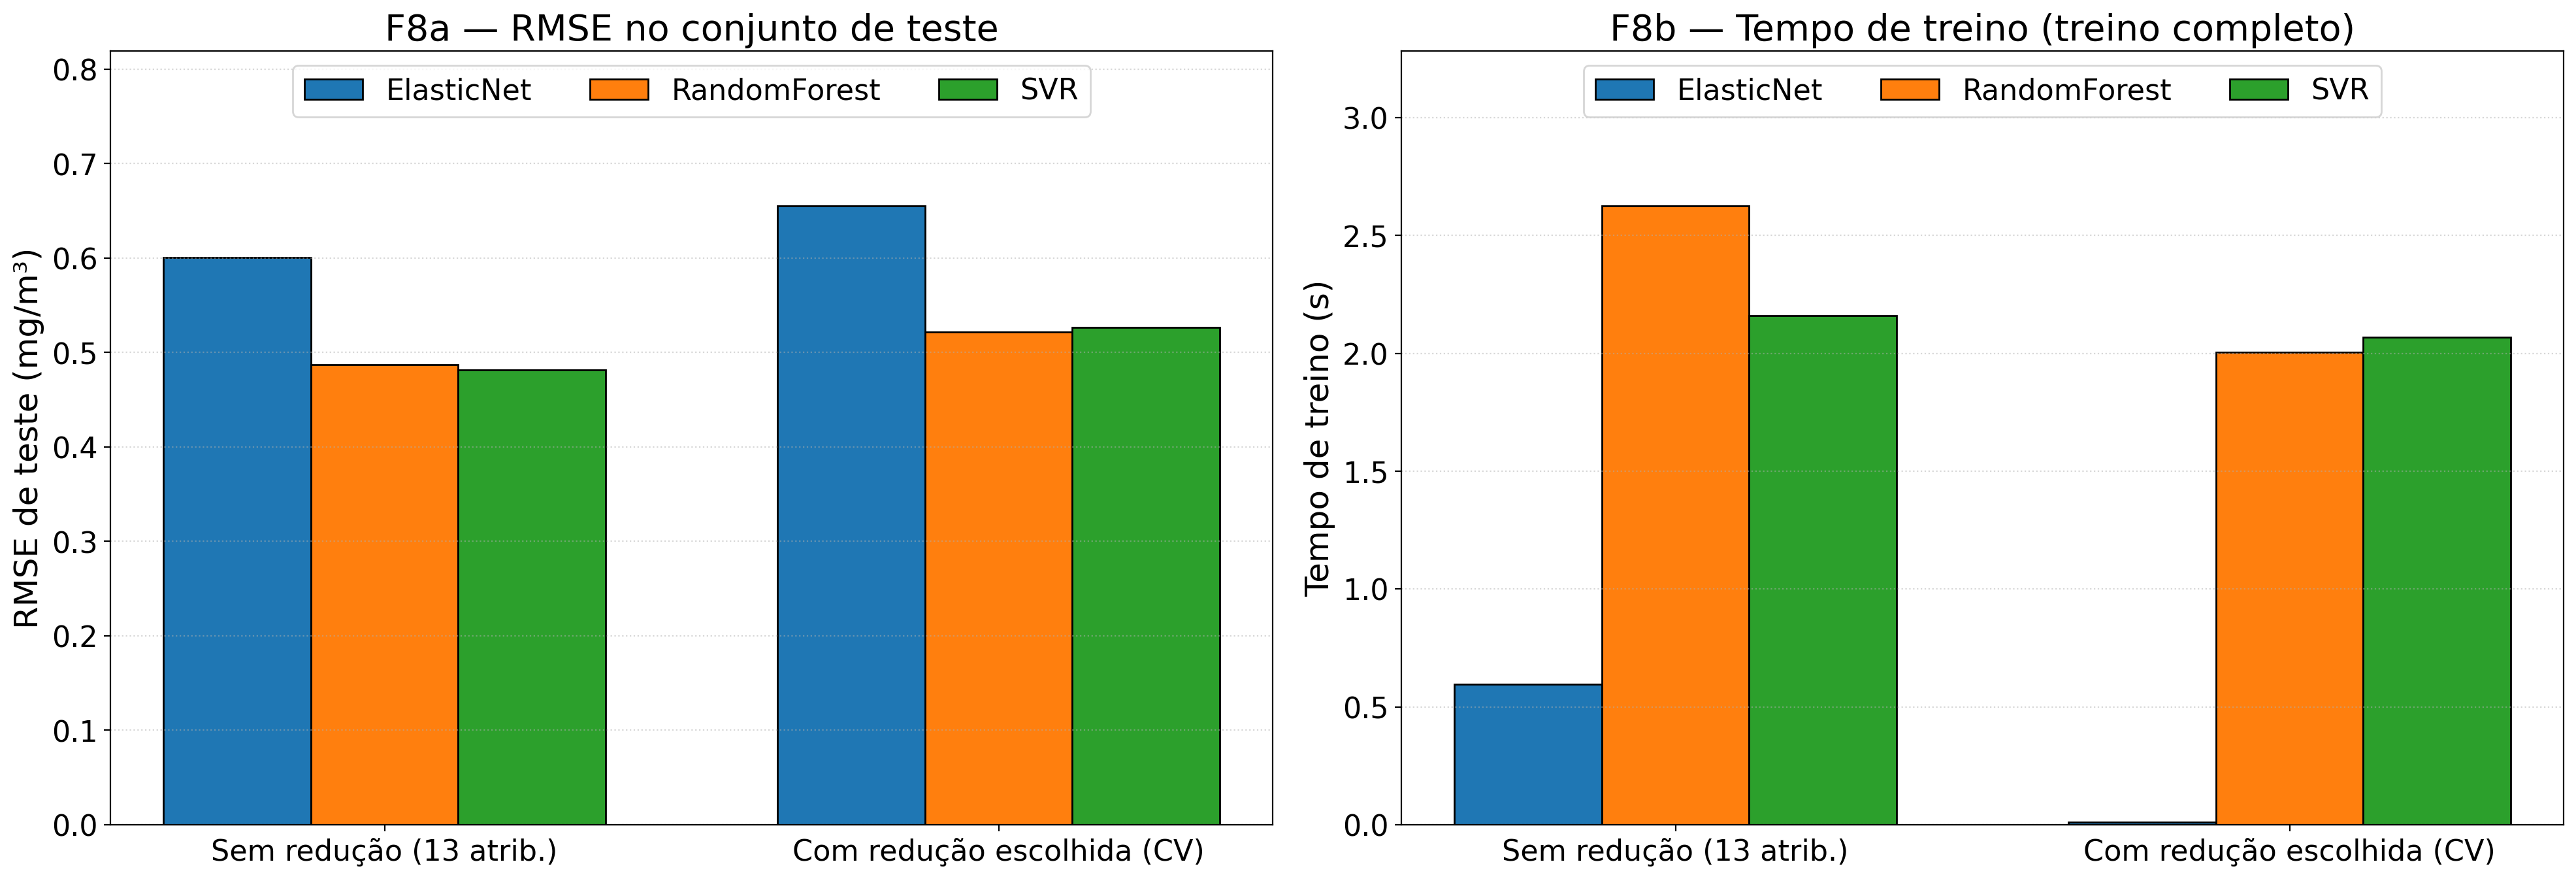 F8a — RMSE no conjunto de teste
ElasticNet RandomForest SVR
RMSE de teste (mg/m³)
0.8
0.7
0.6
0.5
0.4
0.3
0.2
0.1
0.0
Sem redução (13 atrib.) Com redução escolhida (CV)
F8b — Tempo de treino (treino completo)
ElasticNet RandomForest SVR
Tempo de treino (s)
3.0
2.5
2.0
1.5
1.0
0.5
0.0
Sem redução (13 atrib.) Com redução escolhida (CV)